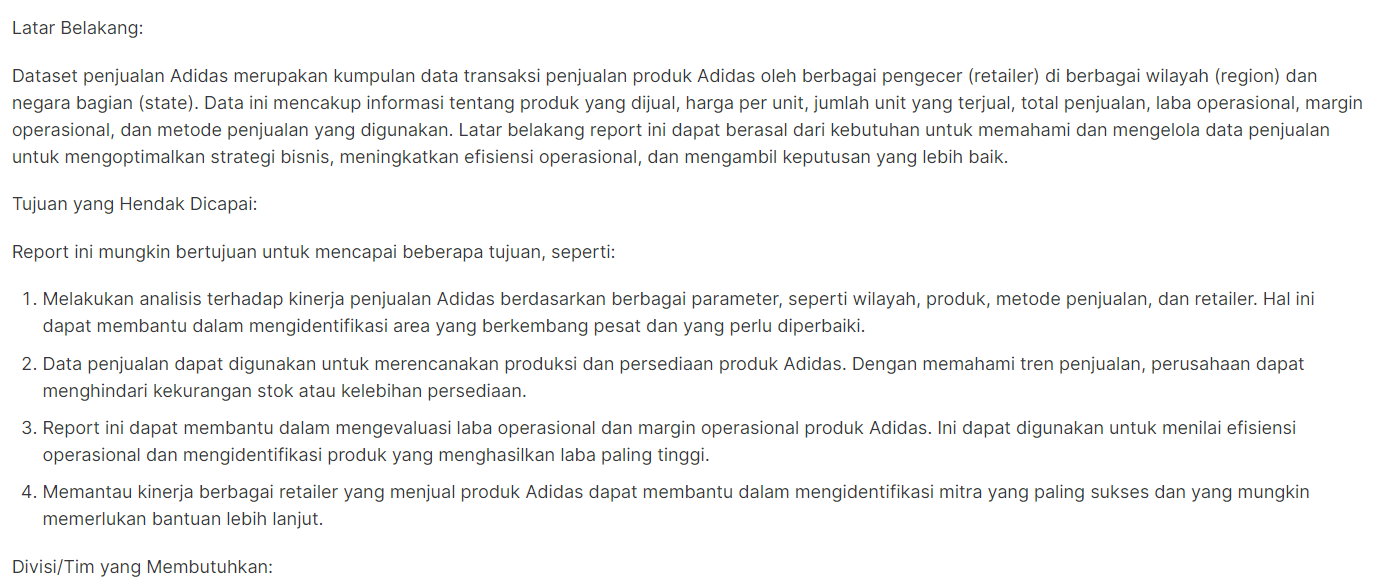 Latar Belakang:
Dataset penjualan Adidas merupakan kumpulan data transaksi penjualan produk Adidas oleh berbagai pengecer (retailer) di berbagai wilayah (region) dan
negara bagian (state). Data ini mencakup informasi tentang produk yang dijual, harga per unit, jumlah unit yang terjual, total penjualan, laba operasional, margin
operasional, dan metode penjualan yang digunakan. Latar belakang report ini dapat berasal dari kebutuhan untuk memahami dan mengelola data penjualan
untuk mengoptimalkan strategi bisnis, meningkatkan efisiensi operasional, dan mengambil keputusan yang lebih baik.
Tujuan yang Hendak Dicapai:
Report ini mungkin bertujuan untuk mencapai beberapa tujuan, seperti:
1. Melakukan analisis terhadap kinerja penjualan Adidas berdasarkan berbagai parameter, seperti wilayah, produk, metode penjualan, dan retailer. Hal ini
dapat membantu dalam mengidentifikasi area yang berkembang pesat dan yang perlu diperbaiki.
2. Data penjualan dapat digunakan untuk merencanakan produksi dan persediaan produk Adidas. Dengan memahami tren penjualan, perusahaan dapat
menghindari kekurangan stok atau kelebihan persediaan.
3. Report ini dapat membantu dalam mengevaluasi laba operasional dan margin operasional produk Adidas. Ini dapat digunakan untuk menilai efisiensi
operasional dan mengidentifikasi produk yang menghasilkan laba paling tinggi.
4. Memantau kinerja berbagai retailer yang menjual produk Adidas dapat membantu dalam mengidentifikasi mitra yang paling sukses dan yang mungkin
memerlukan bantuan lebih lanjut.
Divisi/Tim yang Membutuhkan: